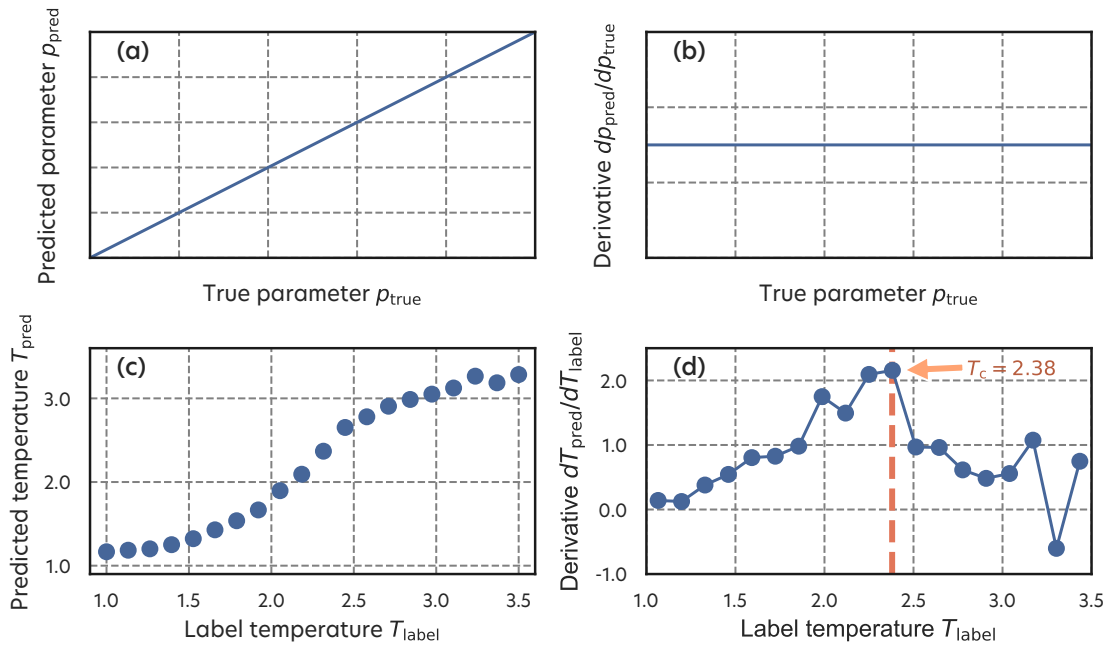 (a)
Predicted parameter p_pred
True parameter p_true
(b)
Derivative dp_pred/dp_true
True parameter p_true
(c)
Predicted temperature T_pred
3.0
2.0
1.0
1.0 1.5 2.0 2.5 3.0 3.5
Label temperature T_label
(d)
Derivative dT_pred/dT_label
T_c = 2.38
2.0
1.0
0.0
-1.0
1.0 1.5 2.0 2.5 3.0 3.5
Label temperature T_label